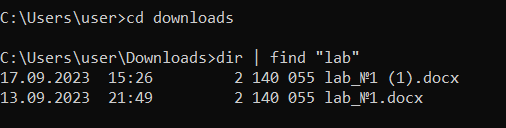 C:\Users\user>cd downloads
C:\Users\user\Downloads>dir | find "lab"
17.09.2023  15:26         2 140 055 lab_№1 (1).docx
13.09.2023  21:49         2 140 055 lab_№1.docx